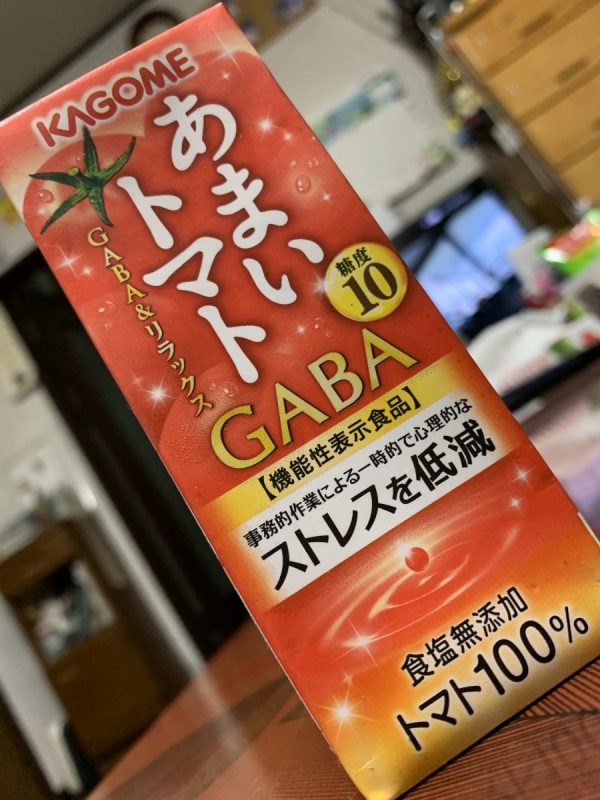 KAGOME
あまい
トマト
GABA&リラックス
糖度
10
GABA
【機能性表示食品】
事務的作業による一時的で心理的な
ストレスを低減
食塩無添加
トマト100%